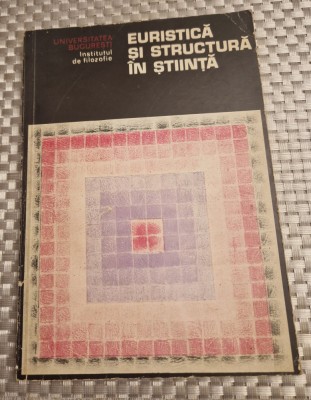 UNIVERSITATEA
BUCUREȘTI
Institutul
de filozofie
EURISTICĂ
ȘI STRUCTURĂ
ÎN ȘTIINȚĂ